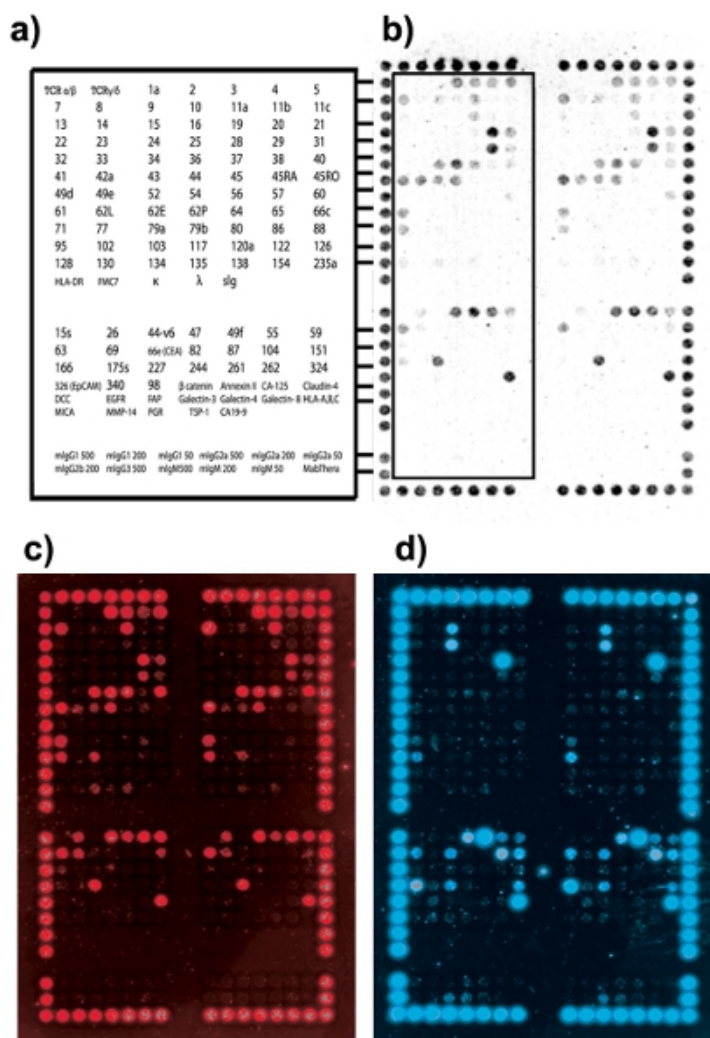 a)
b)
TCR α/β TCRγ/δ 1a 2 3 4 5
7 8 9 10 11a 11b 11c
13 14 15 16 19 20 21
22 23 24 25 28 29 31
32 33 34 36 37 38 40
41 42a 43 44 45 45RA 45RO
49d 49e 52 54 56 57 60
61 62L 62E 62P 64 65 66c
71 77 79a 79b 80 86 88
95 102 103 117 120a 122 126
128 130 134 135 138 154 235a
HLA-DR FMC7 K λ sIg
15s 26 44-v6 47 49f 55 59
63 69 66e (CEA) 82 87 104 151
166 175s 227 244 261 262 324
326 (EpCAM) 340 98 β catenin Annexin II CA-125 Claudin-4
DCC EGFR FAP Galectin-3 Galectin-4 Galectin- 8 HLA-A,B,C
MICA MMP-14 PGR TSP-1 CA19-9
mIgG1 500 mIgg1 200 mIgG1 50 mIgG2a 500 mIgG2a 200 mIgG2a 50
mIgG2b 200 mIgG3 500 mIgM500 migM 200 migM 50 MabThera
c)
d)